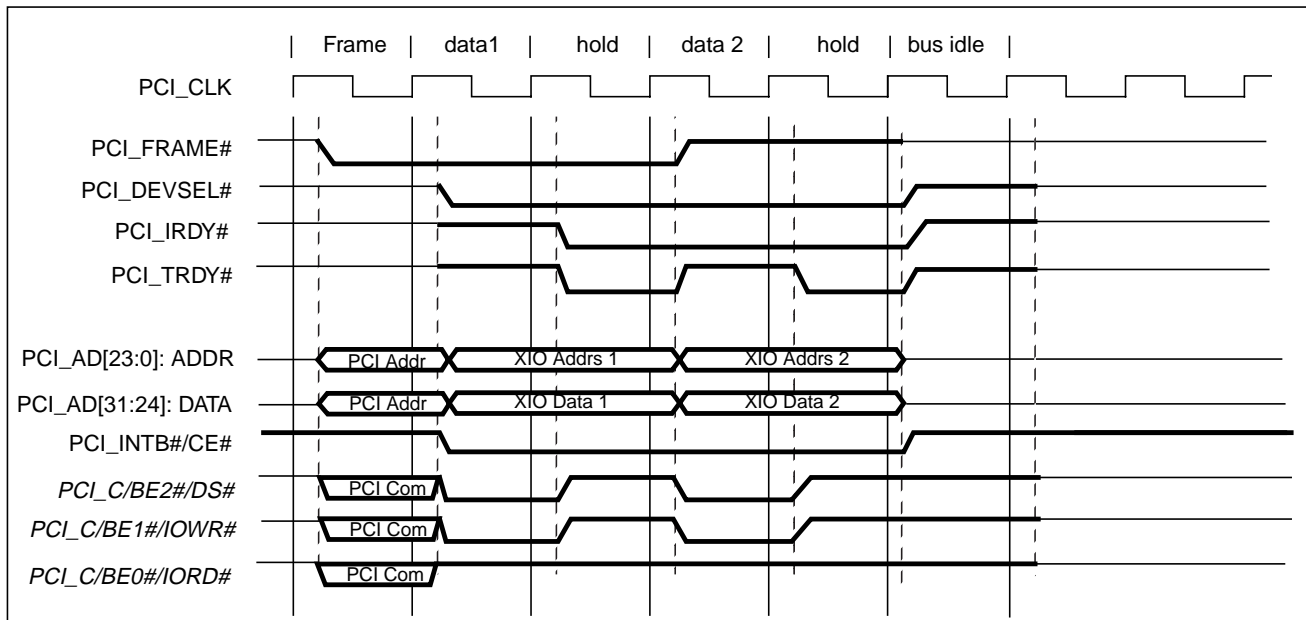 | Frame | data1 | hold | data 2 | hold | bus idle |
PCI_CLK
PCI_FRAME#
PCI_DEVSEL#
PCI_IRDY#
PCI_TRDY#
PCI_AD[23:0]: ADDR PCI Addr XIO Addrs 1 XIO Addrs 2
PCI_AD[31:24]: DATA PCI Addr XIO Data 1 XIO Data 2
PCI_INTB#/CE#
PCI_C/BE2#/DS# PCI Com
PCI_C/BE1#/IOWR# PCI Com
PCI_C/BE0#/IORD# PCI Com